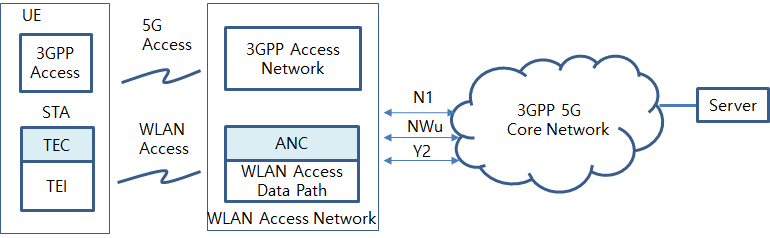 UE
3GPP
Access
STA
TEC
TEI
5G
Access
WLAN
Access
3GPP Access
Network
ANC
WLAN Access
Data Path
WLAN Access Network
N1
NWu
Y2
3GPP 5G
Core Network
Server